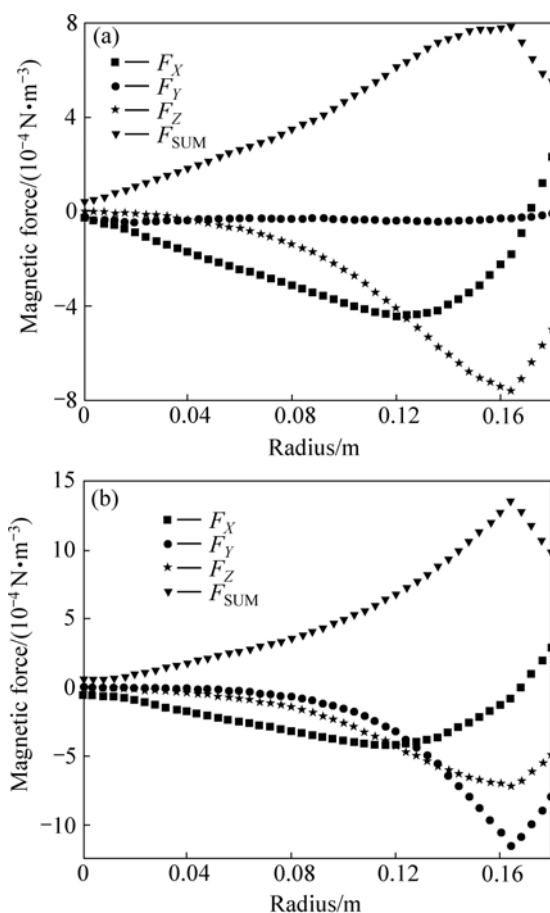 (a)
F_X
F_Y
F_Z
F_SUM
Magnetic force/(10⁻⁴ N•m⁻³)
8
4
0
−4
−8
0 0.04 0.08 0.12 0.16
Radius/m
(b)
F_X
F_Y
F_Z
F_SUM
Magnetic force/(10⁻⁴ N•m⁻³)
15
10
5
0
−5
−10
0 0.04 0.08 0.12 0.16
Radius/m